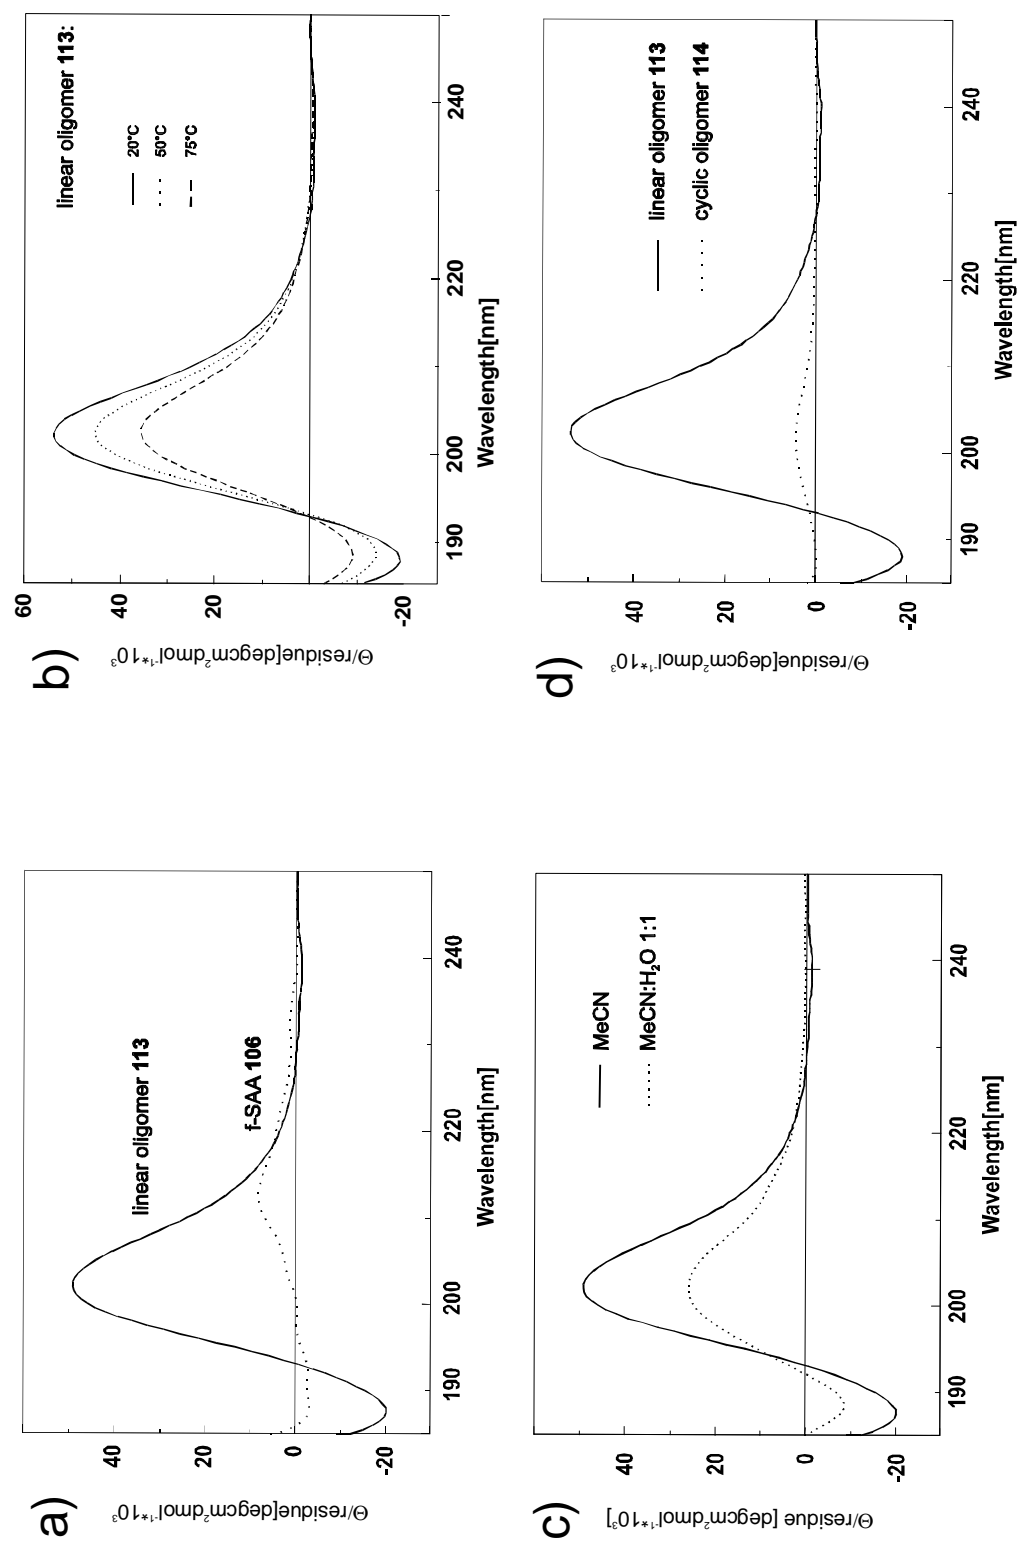 a)
Θ/residue[degcm²dmol⁻¹*10³
40
20
0
-20
linear oligomer 113
f-SAA 106
190
200
220
240
Wavelength[nm]
b)
Θ/residue[degcm²dmol⁻¹*10³
60
40
20
0
-20
linear oligomer 113:
20°C
50°C
75°C
190
200
220
240
Wavelength[nm]
c)
Θ/residue [degcm²dmol⁻¹*10³]
40
20
0
-20
MeCN
MeCN:H₂O 1:1
190
200
220
240
Wavelength[nm]
d)
Θ/residue[degcm²dmol⁻¹*10³
40
20
0
-20
linear oligomer 113
cyclic oligomer 114
190
200
220
240
Wavelength[nm]